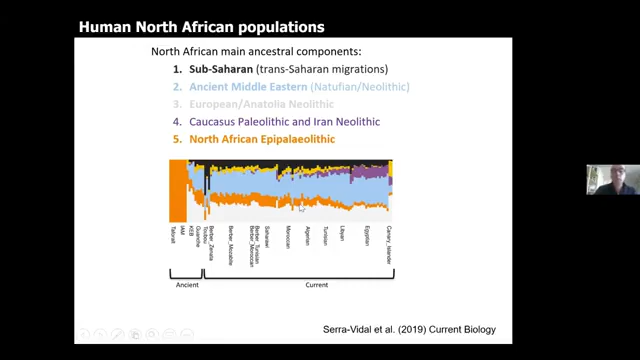 Human North African populations
North African main ancestral components:
1. Sub-Saharan (trans-Saharan migrations)
2. Ancient Middle Eastern (Natufian/Neolithic)
3. European/Anatolia Neolithic
4. Caucasus Paleolithic and Iran Neolithic
5. North African Epipalaeolithic
Taforalt
IAM
KEB
Guanche
Toubou
Berber_Zenata
Berber_Mozabite
Berber_Tunisian
Berber_Moroccan
Saharawi
Moroccan
Algerian
Tunisian
Libyan
Egyptian
Canary_Islander
Ancient
Current
Serra-Vidal et al. (2019) Current Biology